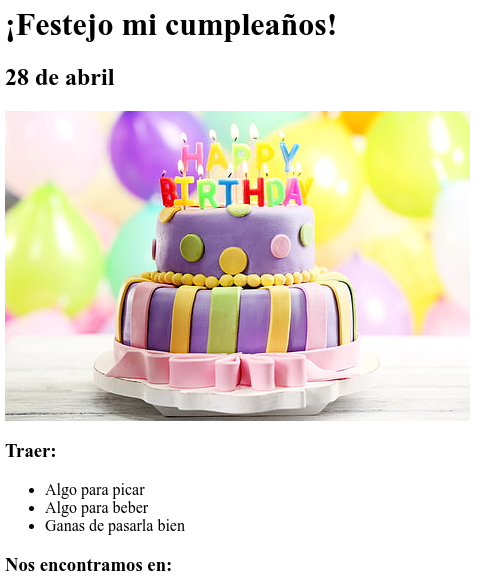 ¡Festejo mi cumpleaños!
28 de abril
HAPPY
BIRTHDAY
Traer:
• Algo para picar
• Algo para beber
• Ganas de pasarla bien
Nos encontramos en: